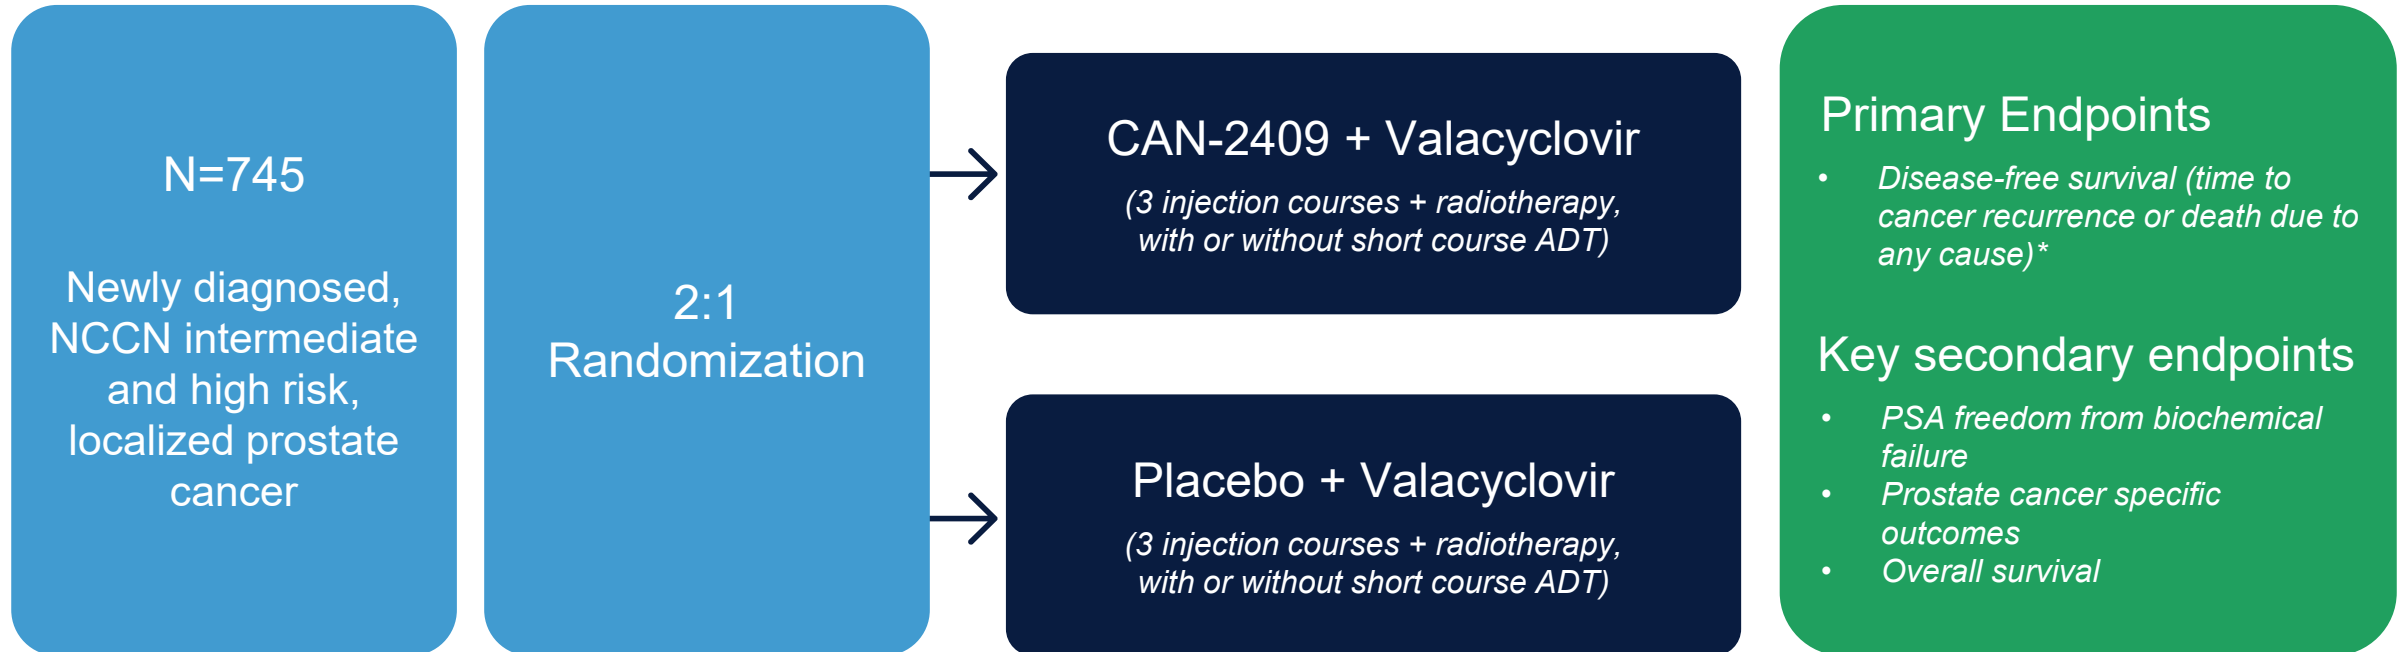 N=745
Newly diagnosed,
NCCN intermediate
and high risk,
localized prostate
cancer
2:1
Randomization
CAN-2409 + Valacyclovir
(3 injection courses + radiotherapy,
with or without short course ADT)
Placebo + Valacyclovir
(3 injection courses + radiotherapy,
with or without short course ADT)
Primary Endpoints
• Disease-free survival (time to
cancer recurrence or death due to
any cause)*
Key secondary endpoints
• PSA freedom from biochemical
failure
• Prostate cancer specific
outcomes
• Overall survival